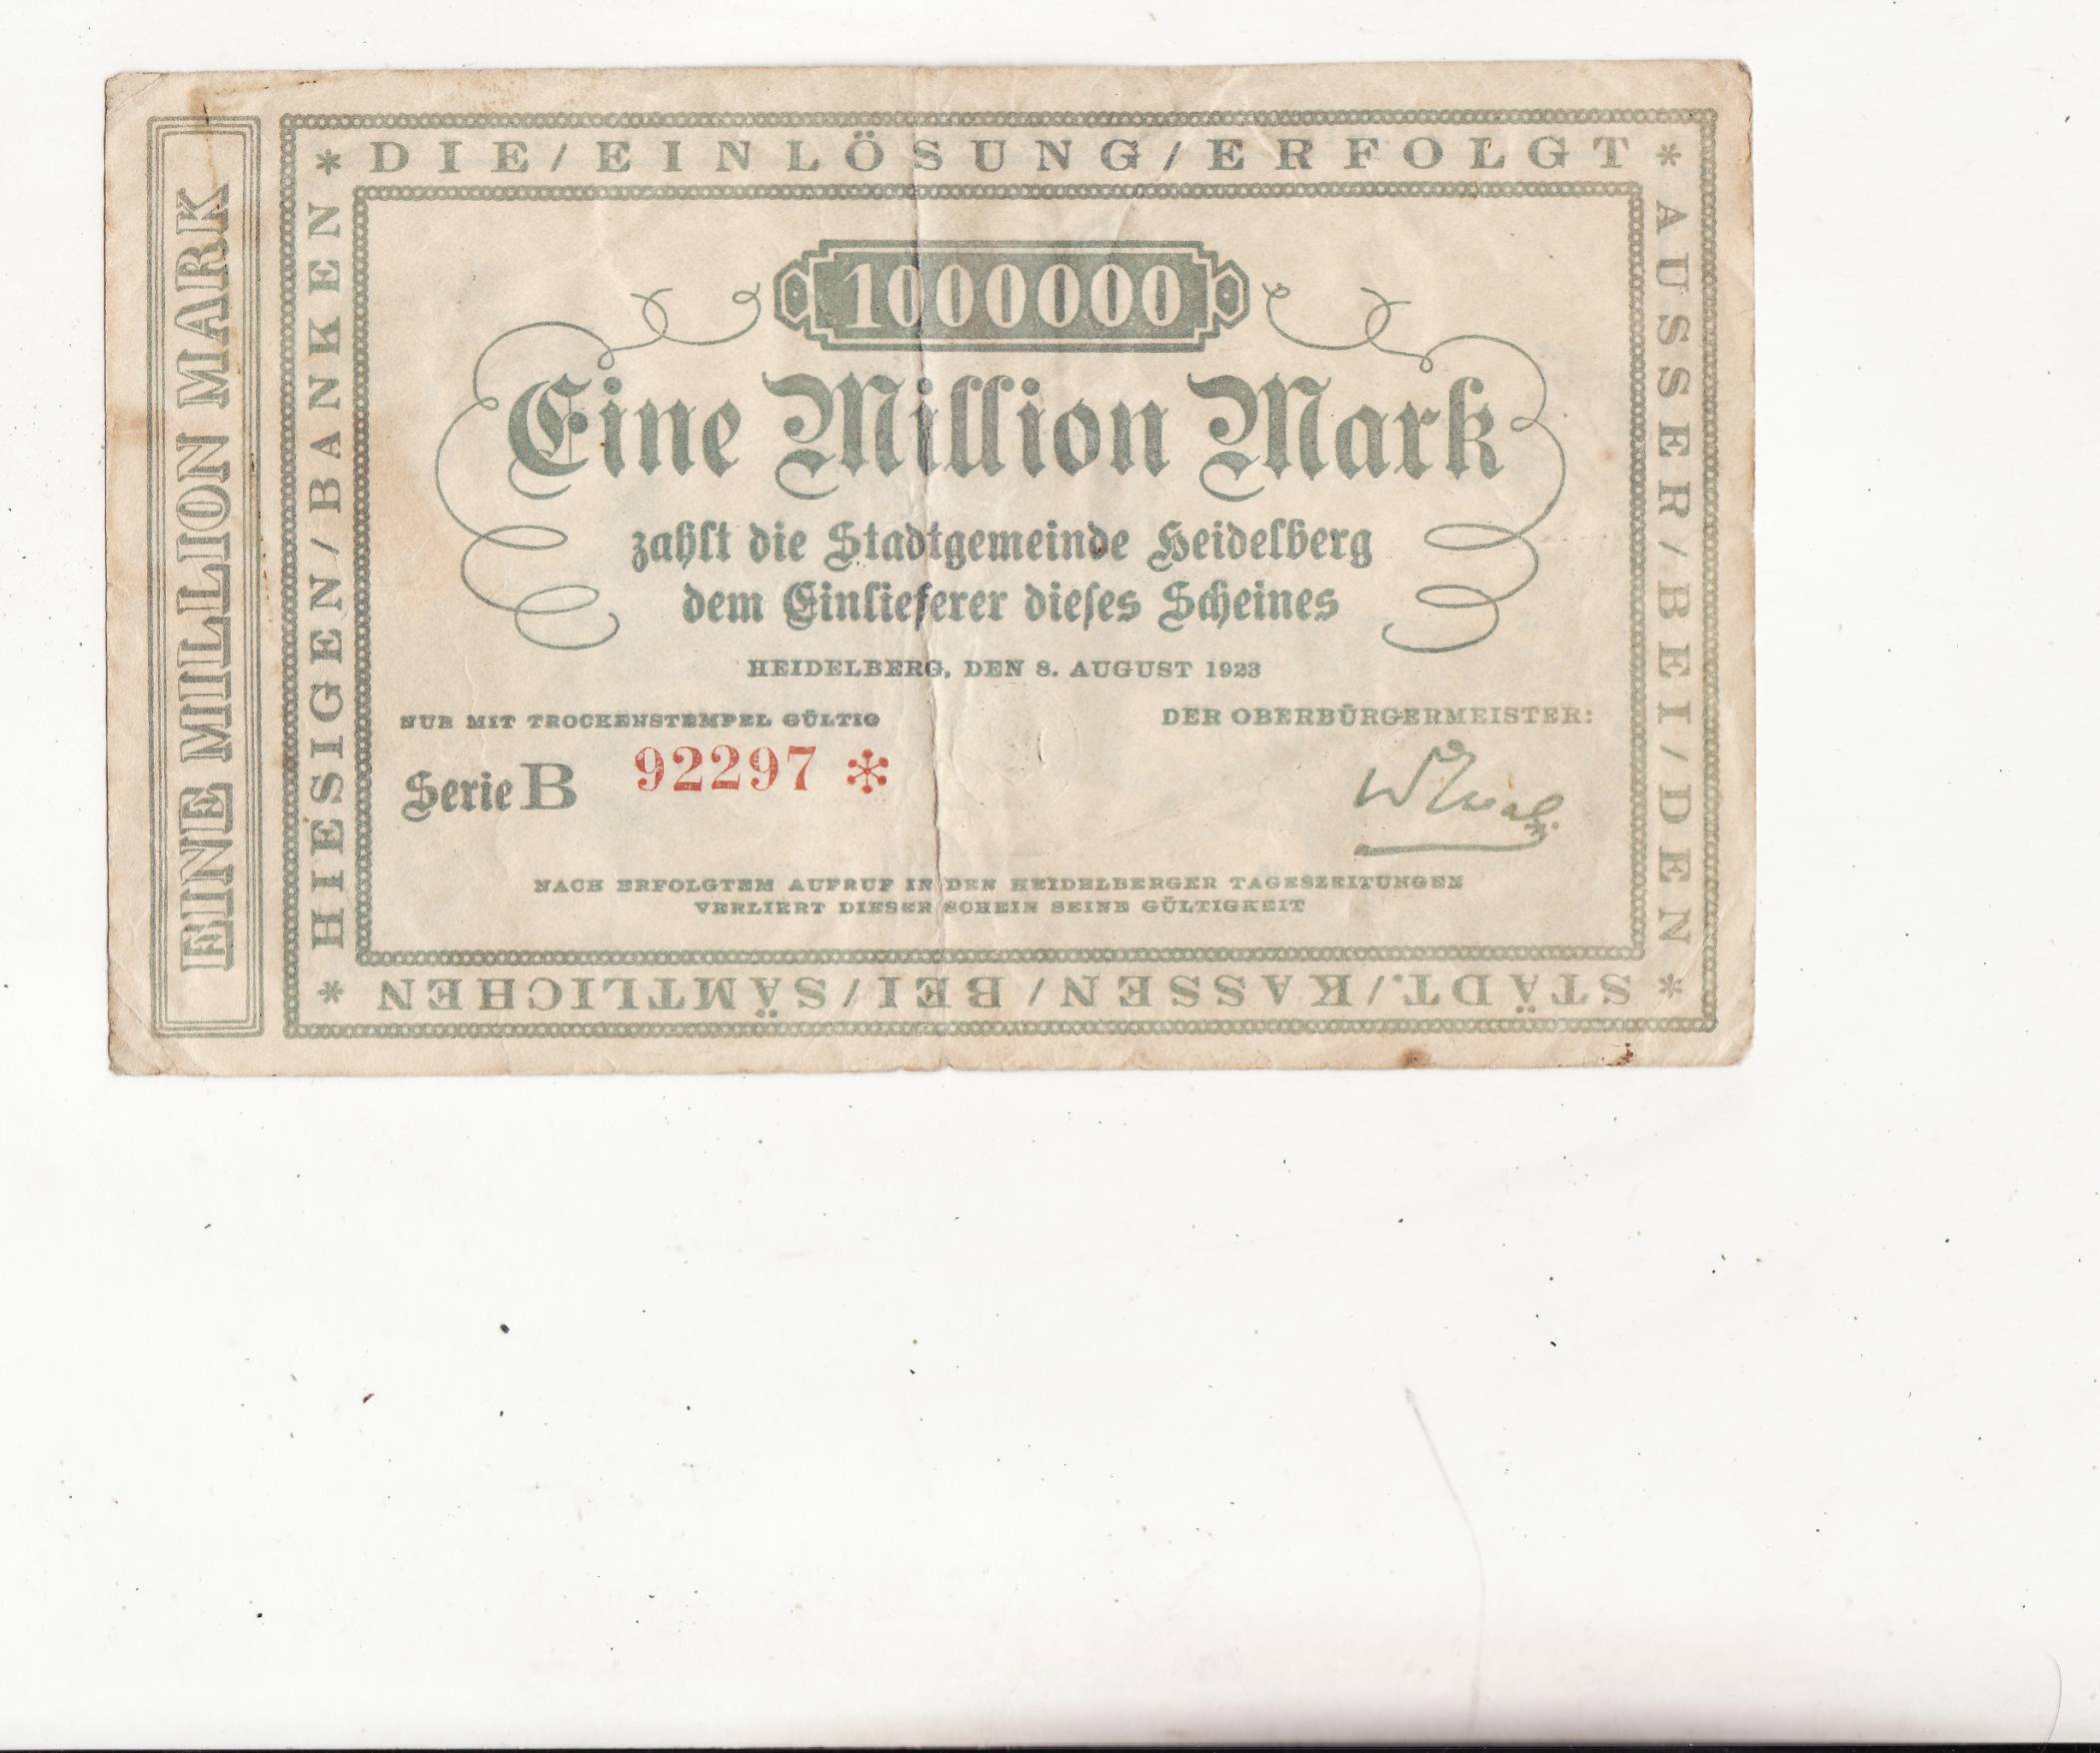 EINE MILLION MARK
* DIE / EINLÖSUNG / ERFOLGT *
AUSSER / BEI / DEN *
STÄDT. / KASSEN / BEI / SÄMTLICHEN *
HIESIGEN / BANKEN
1000000
Eine Million Mark
zahlt die Stadtgemeinde Heidelberg
dem Einlieferer dieses Scheines
HEIDELBERG, DEN 8. AUGUST 1923
NUR MIT TROCKENSTEMPEL GÜLTIG
DER OBERBÜRGERMEISTER:
Serie B 92297 *
NACH ERFOLGTEM AUFRUF IN DEN HEIDELBERGER TAGESZEITUNGEN
VERLIERT DIESER SCHEIN SEINE GÜLTIGKEIT